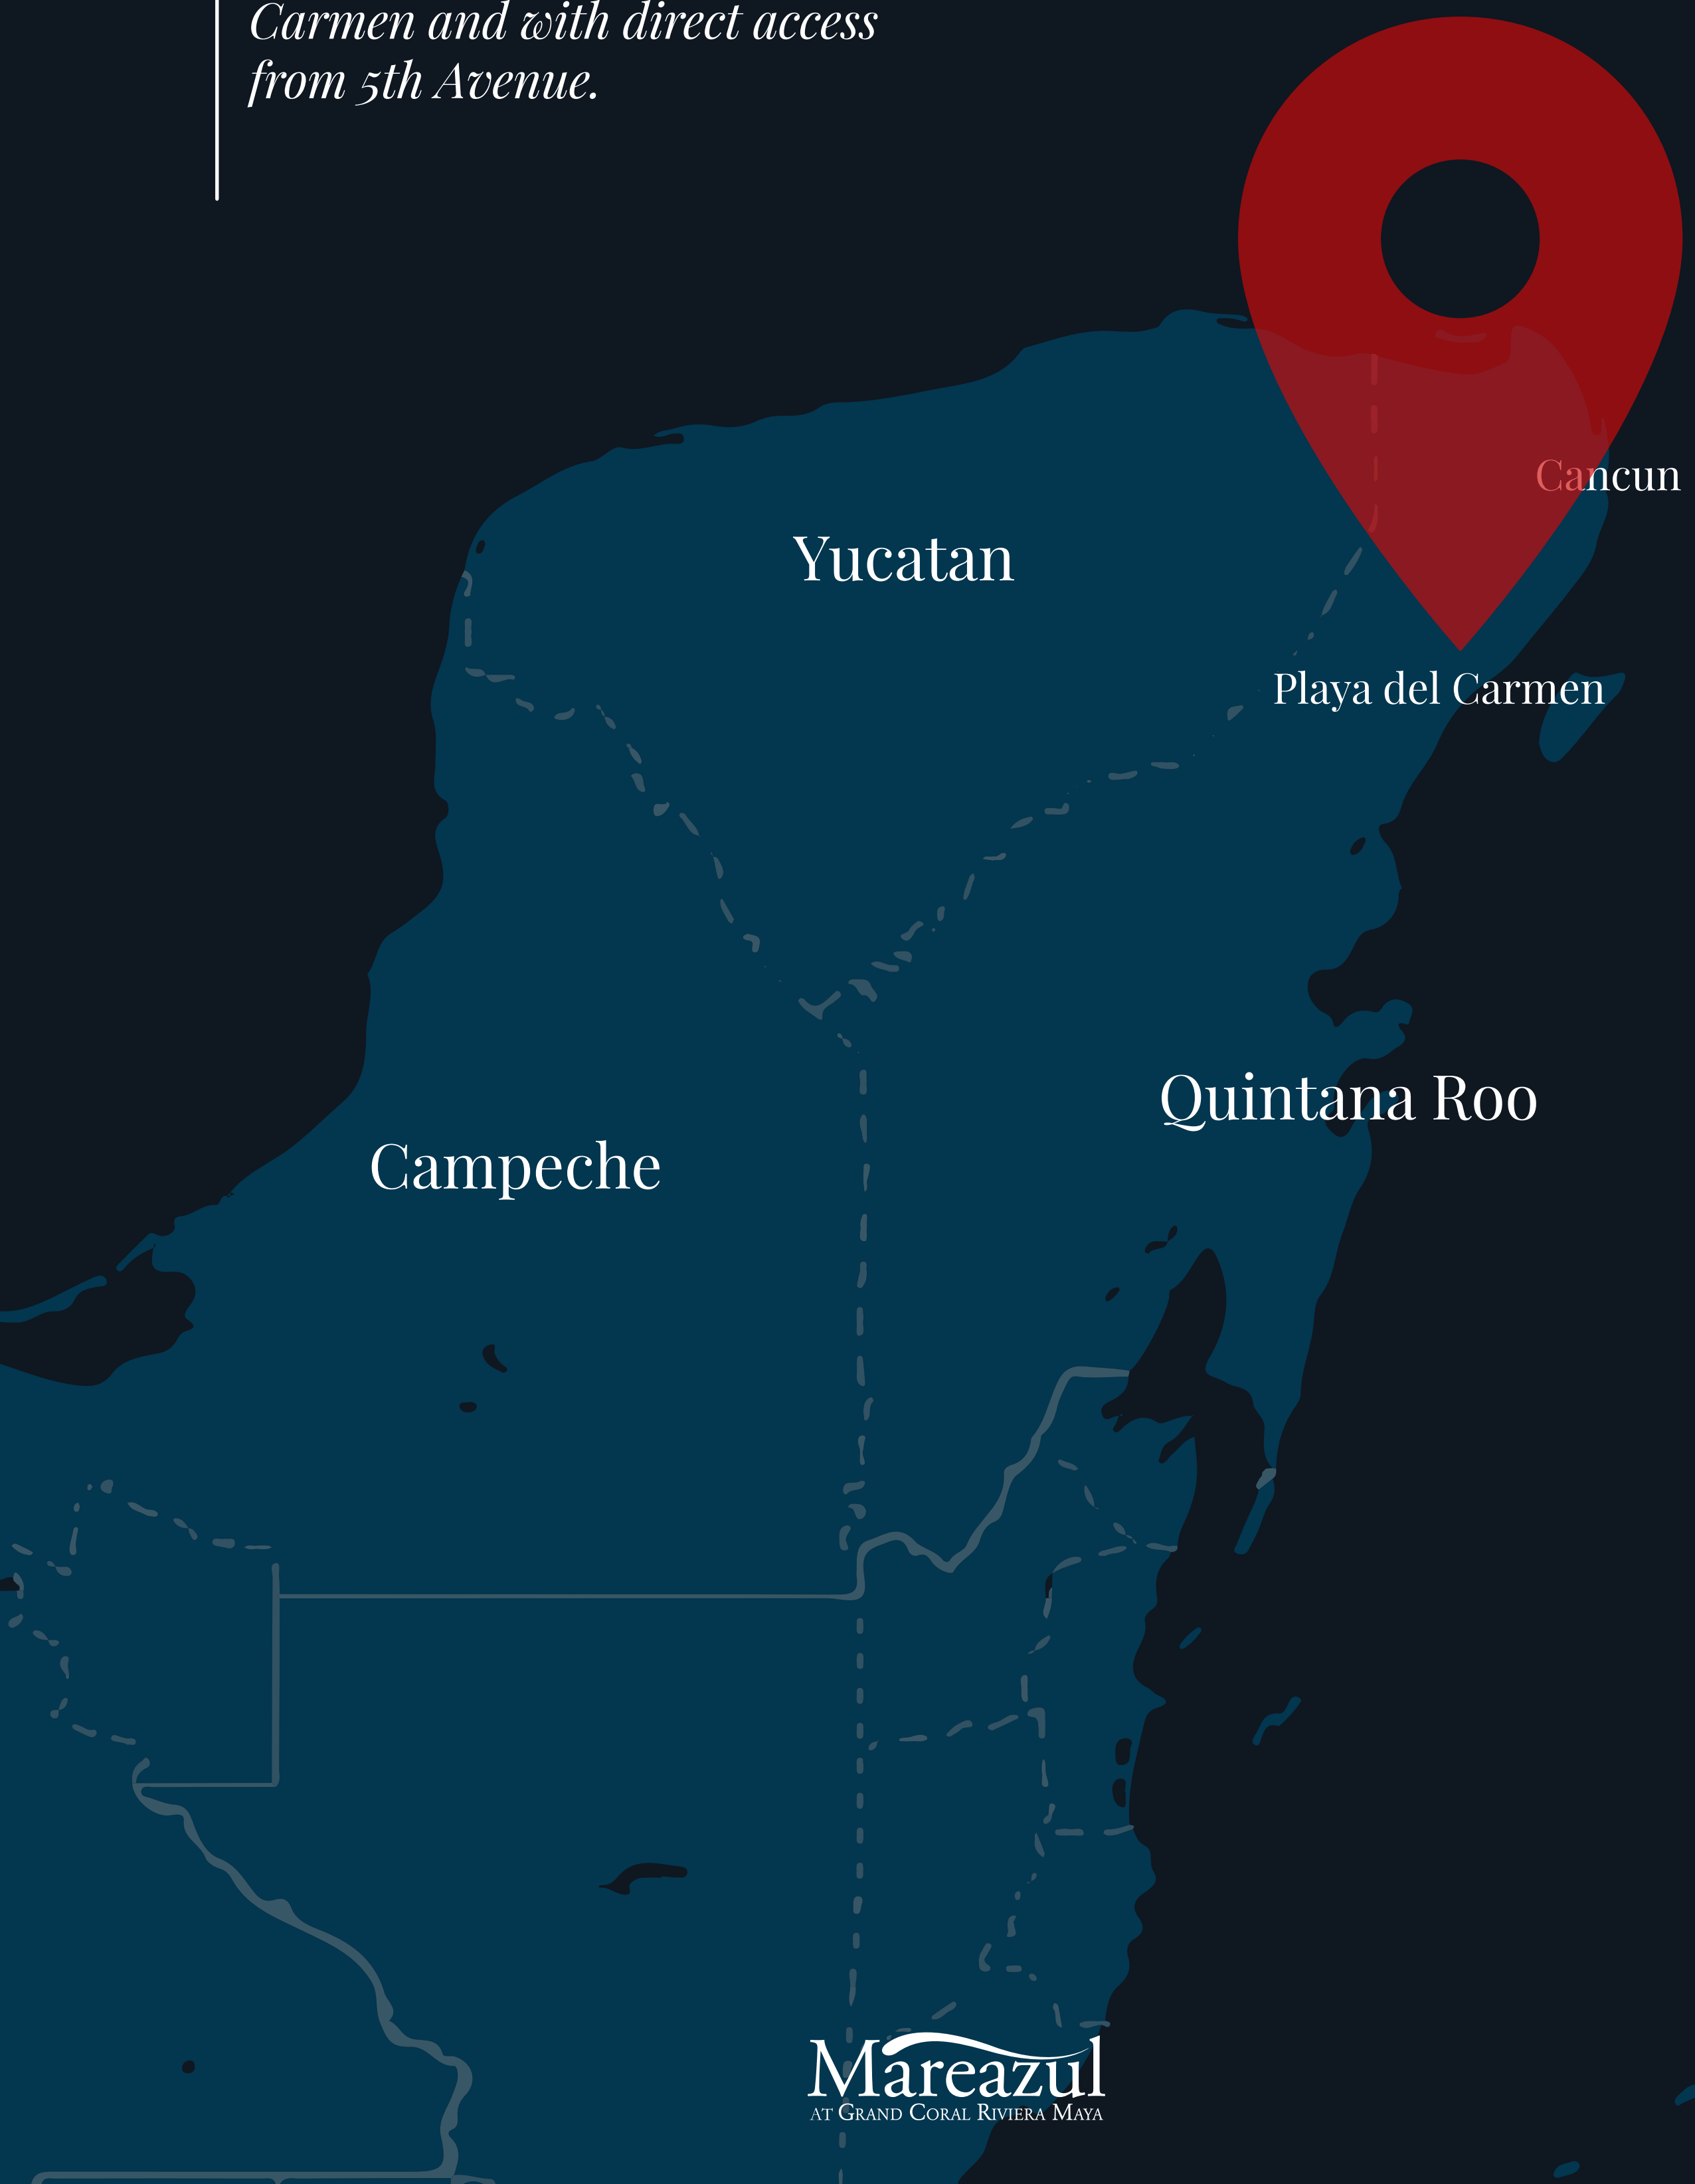 Carmen and with direct access
from 5th Avenue.
Cancun
Yucatan
Playa del Carmen
Quintana Roo
Campeche
Mareazul
AT GRAND CORAL RIVIERA MAYA